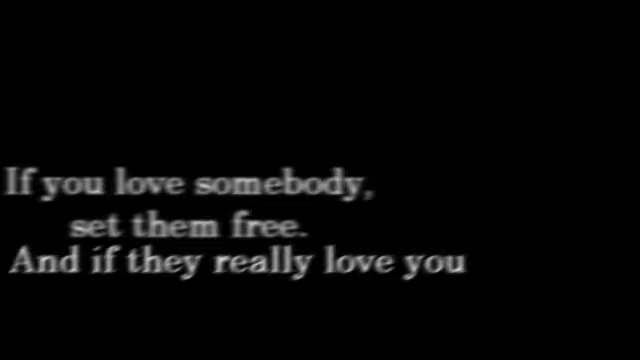 If you love somebody,
set them free.
And if they really love you